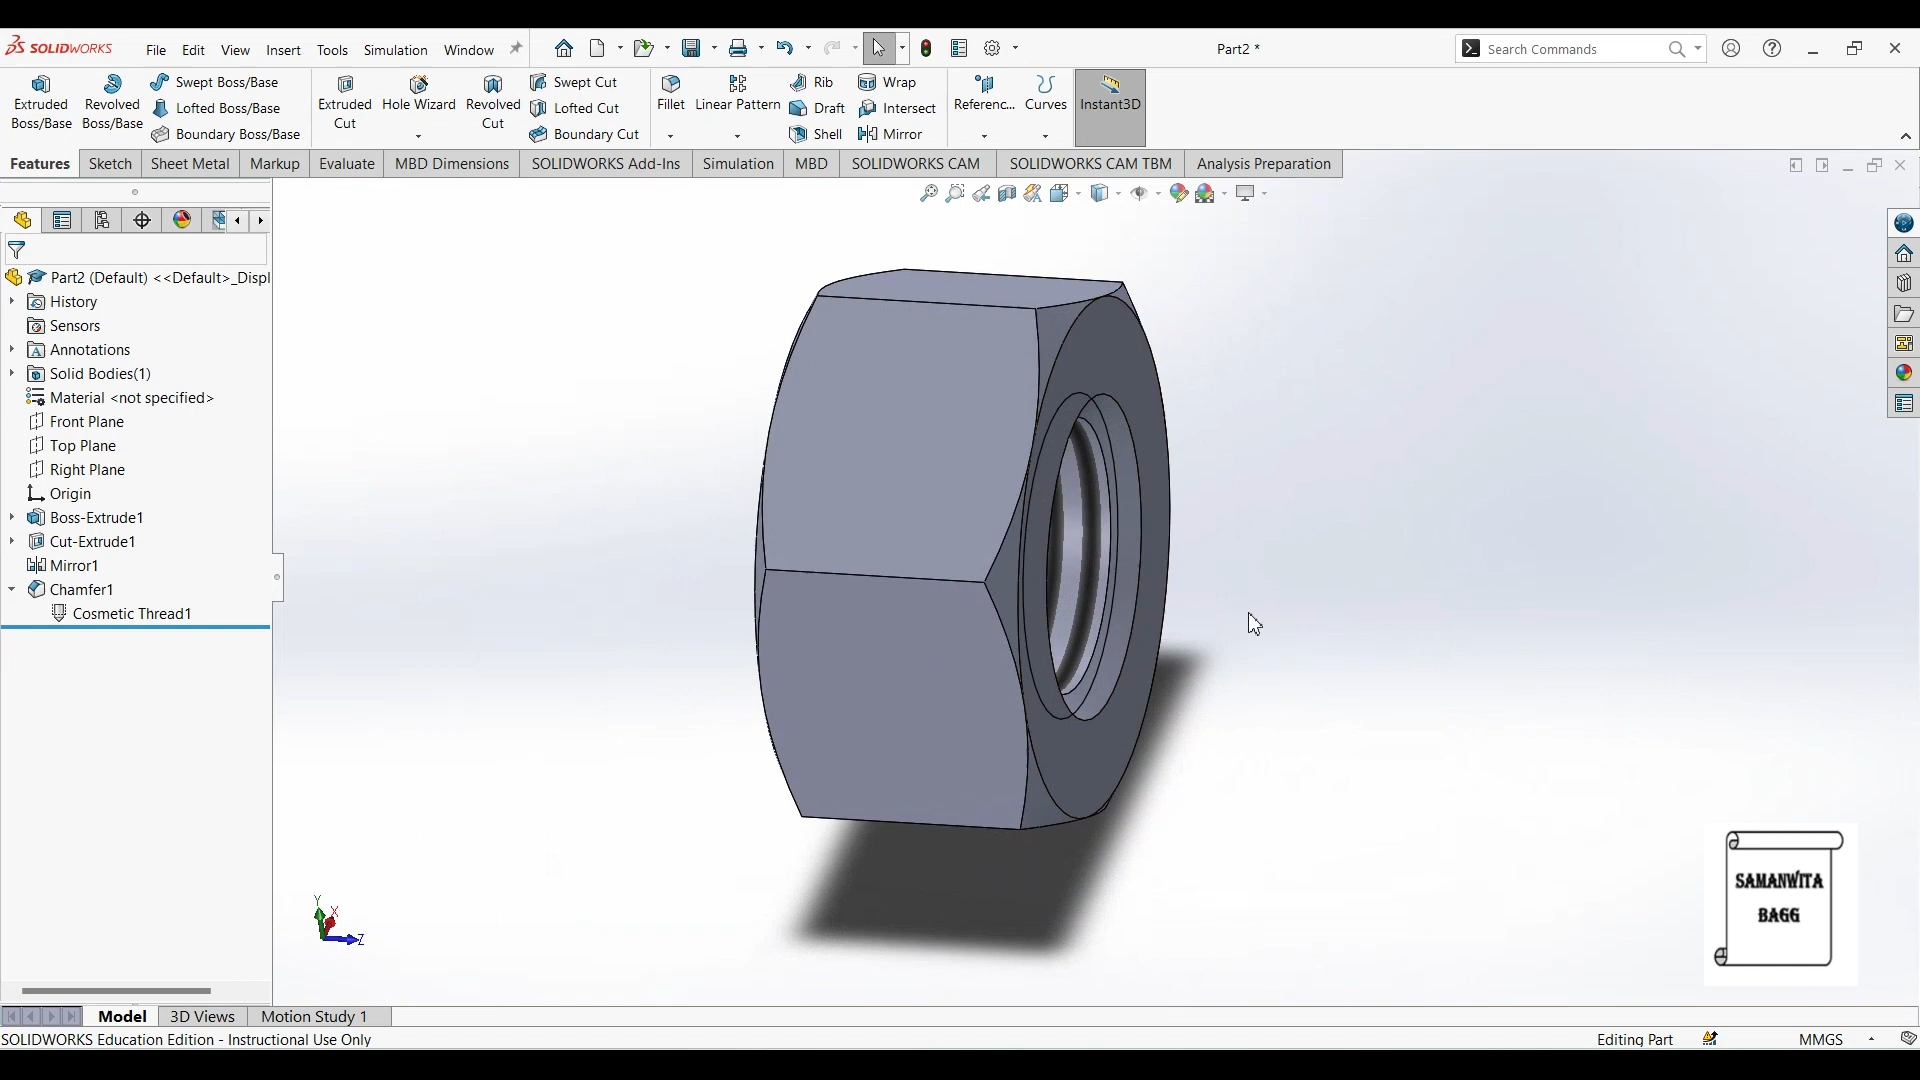 SOLIDWORKS File Edit View Insert Tools Simulation Window Part2 * Search Commands
Extruded Boss/Base
Revolved Boss/Base
Swept Boss/Base
Lofted Boss/Base
Boundary Boss/Base
Extruded Cut
Hole Wizard
Revolved Cut
Swept Cut
Lofted Cut
Boundary Cut
Fillet
Linear Pattern
Rib
Draft
Shell
Wrap
Intersect
Mirror
Referenc...
Curves
Instant3D
Features Sketch Sheet Metal Markup Evaluate MBD Dimensions SOLIDWORKS Add-Ins Simulation MBD SOLIDWORKS CAM SOLIDWORKS CAM TBM Analysis Preparation
Part2 (Default) <<Default>_Displ
History
Sensors
Annotations
Solid Bodies(1)
Material <not specified>
Front Plane
Top Plane
Right Plane
Origin
Boss-Extrude1
Cut-Extrude1
Mirror1
Chamfer1
Cosmetic Thread1
Y
X
Z
SAMANWITA
BAGG
Model 3D Views Motion Study 1
SOLIDWORKS Education Edition - Instructional Use Only Editing Part MMGS